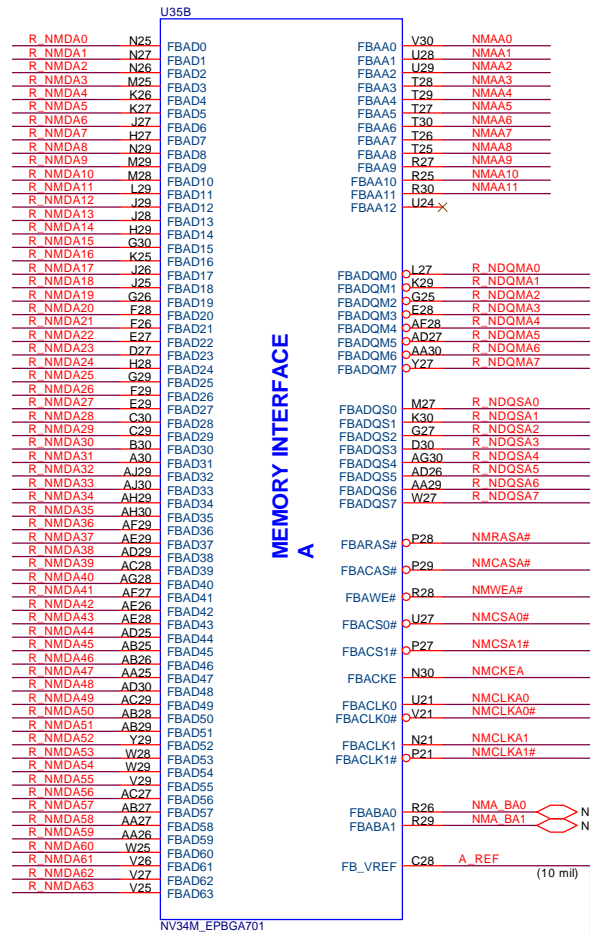 U35B
R_NMDA0 N25 FBAD0 FBAA0 V30 NMAA0
R_NMDA1 N27 FBAD1 FBAA1 U28 NMAA1
R_NMDA2 N26 FBAD2 FBAA2 U29 NMAA2
R_NMDA3 M25 FBAD3 FBAA3 T28 NMAA3
R_NMDA4 K26 FBAD4 FBAA4 T29 NMAA4
R_NMDA5 K27 FBAD5 FBAA5 T27 NMAA5
R_NMDA6 J27 FBAD6 FBAA6 T30 NMAA6
R_NMDA7 H27 FBAD7 FBAA7 T26 NMAA7
R_NMDA8 N29 FBAD8 FBAA8 T25 NMAA8
R_NMDA9 M29 FBAD9 FBAA9 R27 NMAA9
R_NMDA10 M28 FBAD10 FBAA10 R25 NMAA10
R_NMDA11 L29 FBAD11 FBAA11 R30 NMAA11
R_NMDA12 J29 FBAD12 FBAA12 U24
R_NMDA13 J28 FBAD13
R_NMDA14 H29 FBAD14
R_NMDA15 G30 FBAD15
R_NMDA16 K25 FBAD16
R_NMDA17 J26 FBAD17 FBADQM0 L27 R_NDQMA0
R_NMDA18 J25 FBAD18 FBADQM1 K29 R_NDQMA1
R_NMDA19 G26 FBAD19 FBADQM2 G25 R_NDQMA2
R_NMDA20 F28 FBAD20 FBADQM3 E28 R_NDQMA3
R_NMDA21 F26 FBAD21 FBADQM4 AF28 R_NDQMA4
R_NMDA22 E27 FBAD22 FBADQM5 AD27 R_NDQMA5
R_NMDA23 D27 FBAD23 FBADQM6 AA30 R_NDQMA6
R_NMDA24 H28 FBAD24 FBADQM7 Y27 R_NDQMA7
R_NMDA25 G29 FBAD25
R_NMDA26 F29 FBAD26
R_NMDA27 E29 FBAD27 FBADQS0 M27 R_NDQSA0
R_NMDA28 C30 FBAD28 FBADQS1 K30 R_NDQSA1
R_NMDA29 C29 FBAD29 FBADQS2 G27 R_NDQSA2
R_NMDA30 B30 FBAD30 FBADQS3 D30 R_NDQSA3
R_NMDA31 A30 FBAD31 FBADQS4 AG30 R_NDQSA4
R_NMDA32 AJ29 FBAD32 FBADQS5 AD26 R_NDQSA5
R_NMDA33 AJ30 FBAD33 FBADQS6 AA29 R_NDQSA6
R_NMDA34 AH29 FBAD34 FBADQS7 W27 R_NDQSA7
R_NMDA35 AH30 FBAD35
R_NMDA36 AF29 FBAD36
R_NMDA37 AE29 FBAD37 FBARAS# P28 NMRASA#
R_NMDA38 AD29 FBAD38
R_NMDA39 AC28 FBAD39 FBACAS# P29 NMCASA#
R_NMDA40 AG28 FBAD40
R_NMDA41 AF27 FBAD41 FBAWE# R28 NMWEA#
R_NMDA42 AE26 FBAD42
R_NMDA43 AE28 FBAD43 FBACS0# U27 NMCSA0#
R_NMDA44 AD25 FBAD44
R_NMDA45 AB25 FBAD45 FBACS1# P27 NMCSA1#
R_NMDA46 AB26 FBAD46
R_NMDA47 AA25 FBAD47 FBACKE N30 NMCKEA
R_NMDA48 AD30 FBAD48
R_NMDA49 AC29 FBAD49 FBACLK0 U21 NMCLKA0
R_NMDA50 AB28 FBAD50 FBACLK0# V21 NMCLKA0#
R_NMDA51 AB29 FBAD51
R_NMDA52 Y29 FBAD52 FBACLK1 N21 NMCLKA1
R_NMDA53 W28 FBAD53 FBACLK1# P21 NMCLKA1#
R_NMDA54 W29 FBAD54
R_NMDA55 V29 FBAD55
R_NMDA56 AC27 FBAD56
R_NMDA57 AB27 FBAD57 FBABA0 R26 NMA_BA0 N
R_NMDA58 AA27 FBAD58 FBABA1 R29 NMA_BA1 N
R_NMDA59 AA26 FBAD59
R_NMDA60 W25 FBAD60
R_NMDA61 V26 FBAD61 FB_VREF C28 A_REF
(10 mil)
R_NMDA62 V27 FBAD62
R_NMDA63 V25 FBAD63
MEMORY INTERFACE
A
NV34M_EPBGA701